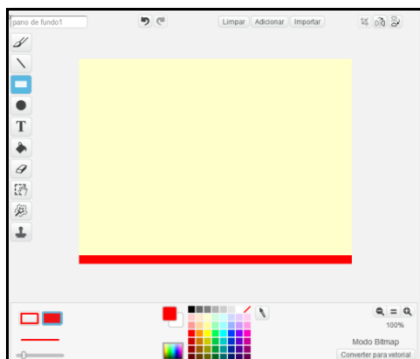 pano de fundo1
Limpar Adicionar Importar
T
100%
Modo Bitmap
Converter para vetorial